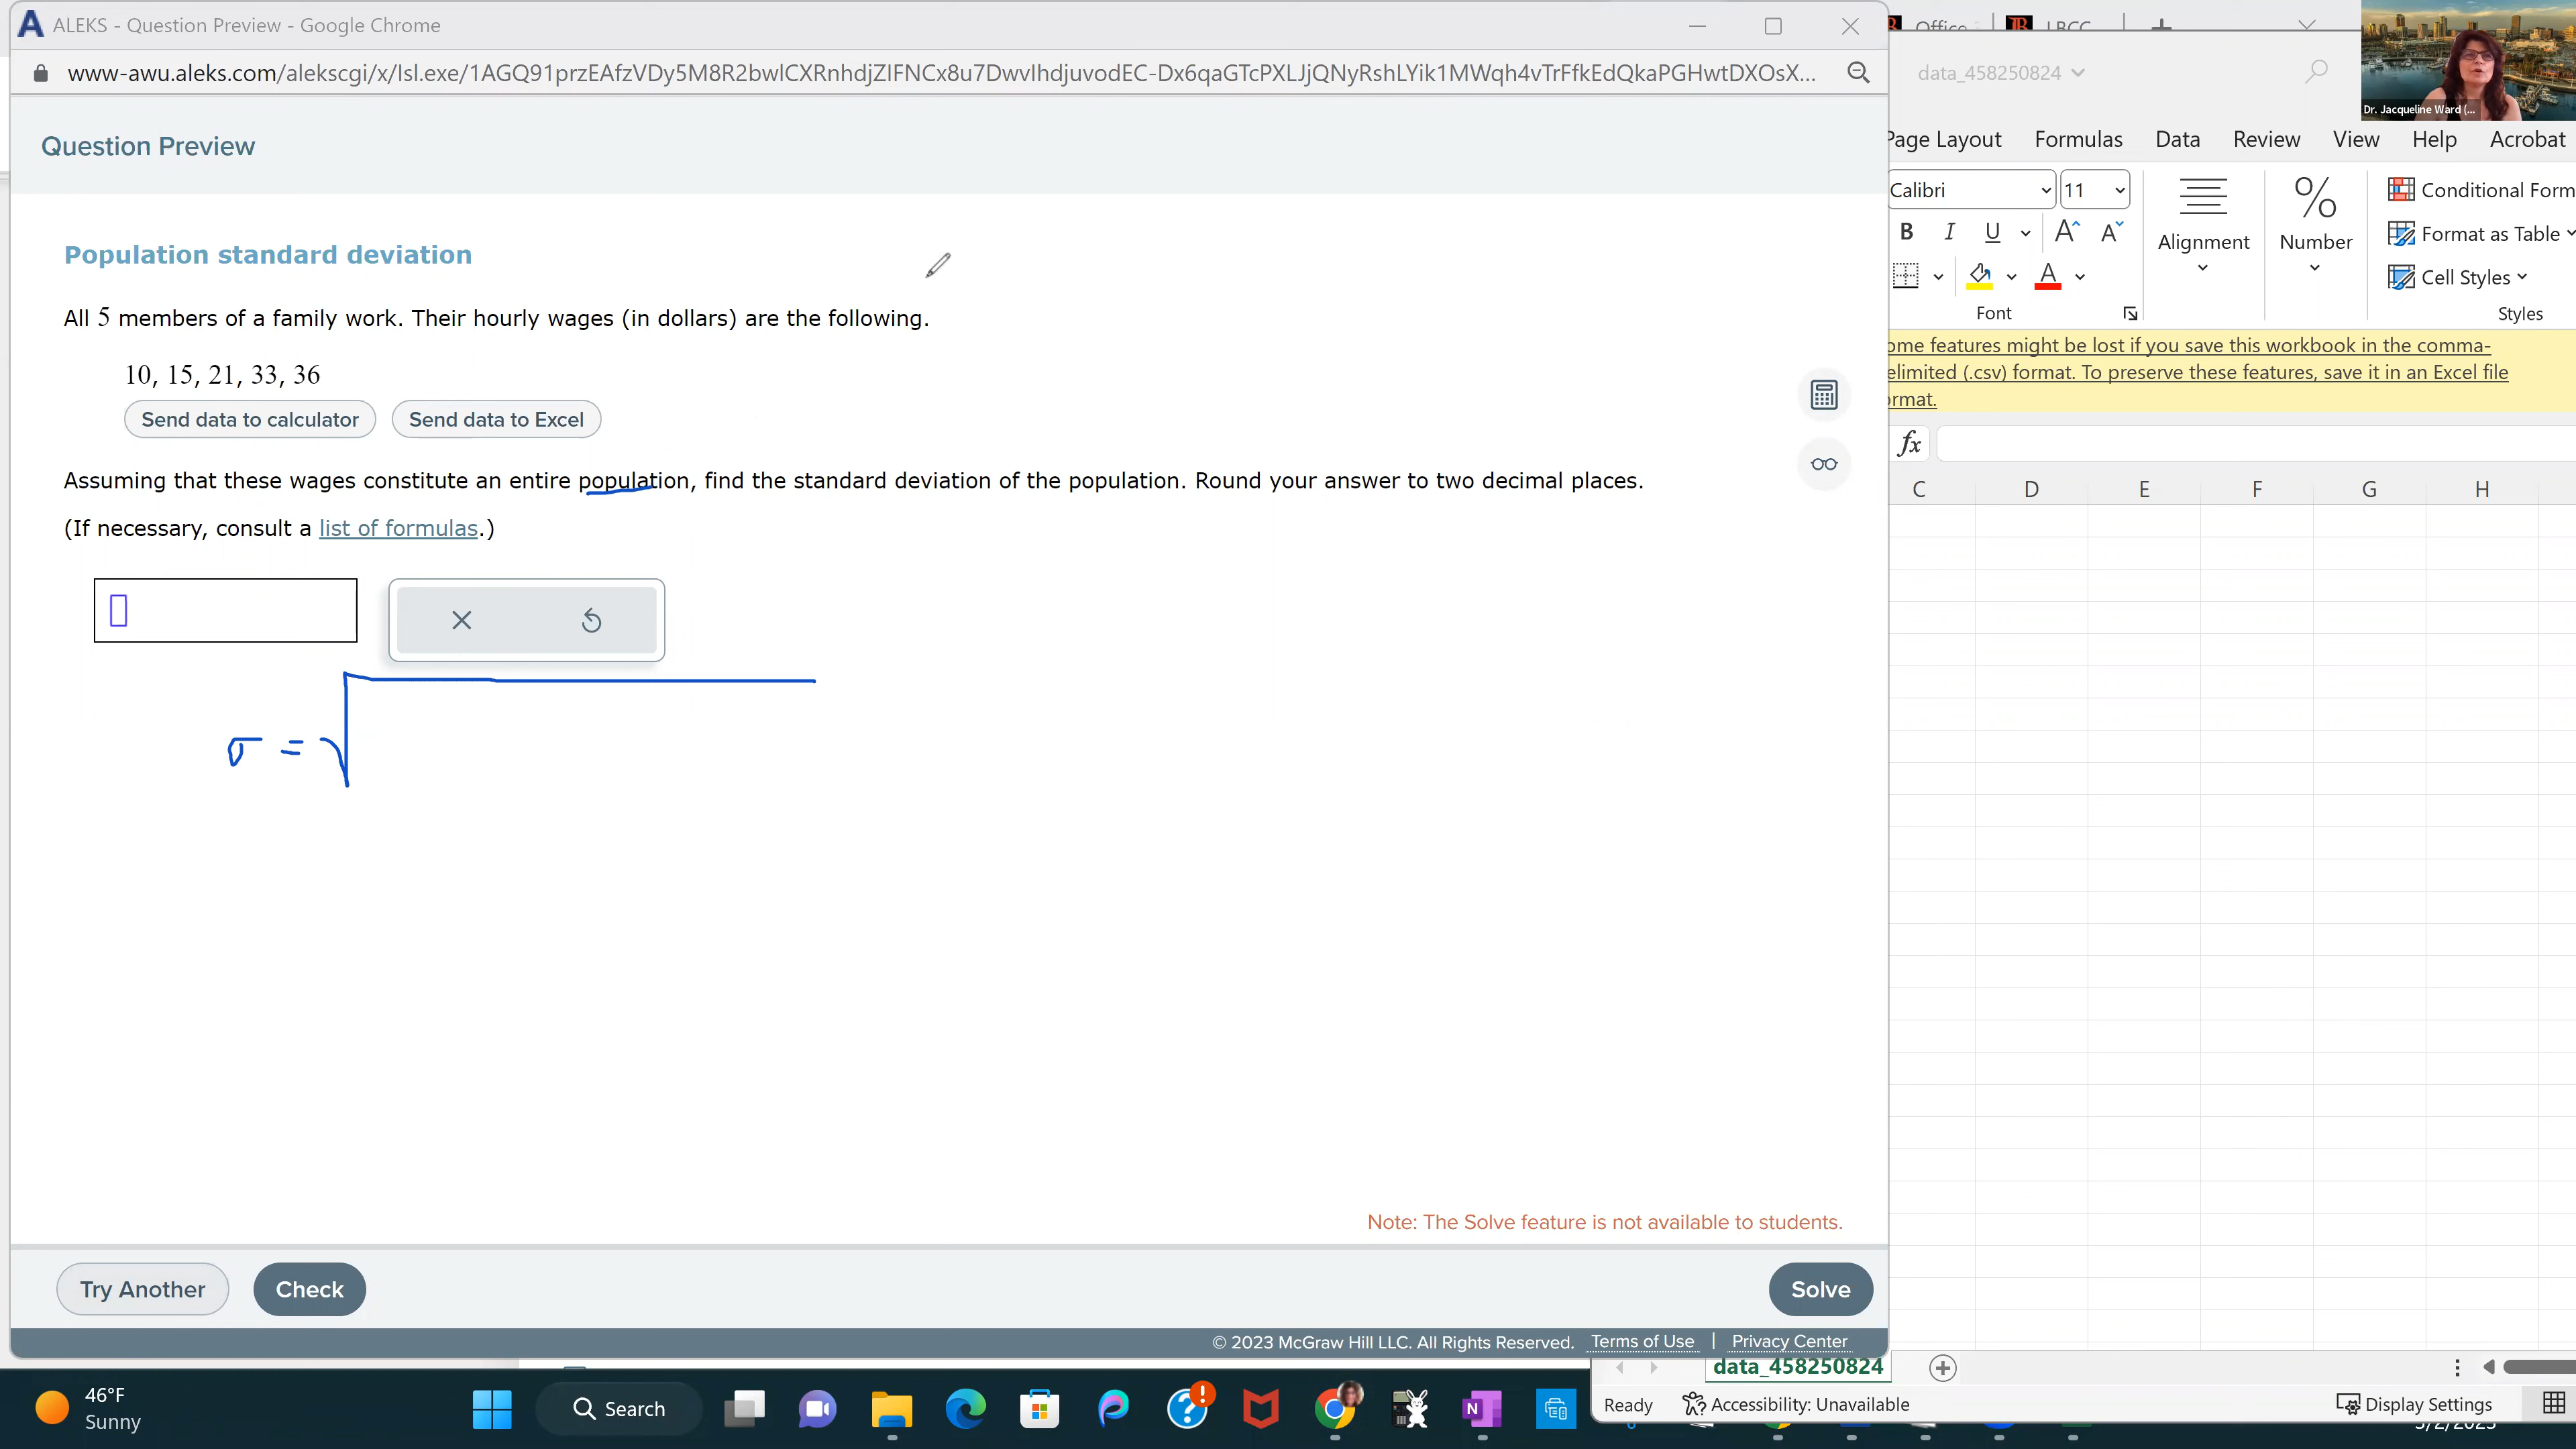 ALEKS - Question Preview - Google Chrome
www-awu.aleks.com/alekscgi/x/Isl.exe/1AGQ91przEAfzVDy5M8R2bwlCXRnhdjZIFNCx8u7DwvIhdjuvodEC-Dx6qaGTcPXLJjQNyRshLYik1MWqh4vTrFfkEdQkaPGHwtDXOsX...
Question Preview
Population standard deviation
All 5 members of a family work. Their hourly wages (in dollars) are the following.
10, 15, 21, 33, 36
Send data to calculator
Send data to Excel
Assuming that these wages constitute an entire population, find the standard deviation of the population. Round your answer to two decimal places.
(If necessary, consult a list of formulas.)
σ = √
Note: The Solve feature is not available to students.
Try Another
Check
Solve
© 2023 McGraw Hill LLC. All Rights Reserved. Terms of Use | Privacy Center
Office
LBCC
data_458250824
Dr. Jacqueline Ward (...
Page Layout Formulas Data Review View Help Acrobat
Calibri 11
B I U A A
A
Font
Alignment
%
Number
Conditional Form
Format as Table
Cell Styles
Styles
ome features might be lost if you save this workbook in the comma-
elimited (.csv) format. To preserve these features, save it in an Excel file
ormat.
fx
C D E F G H
data_458250824
Ready Accessibility: Unavailable
Display Settings
46°F
Sunny
Search